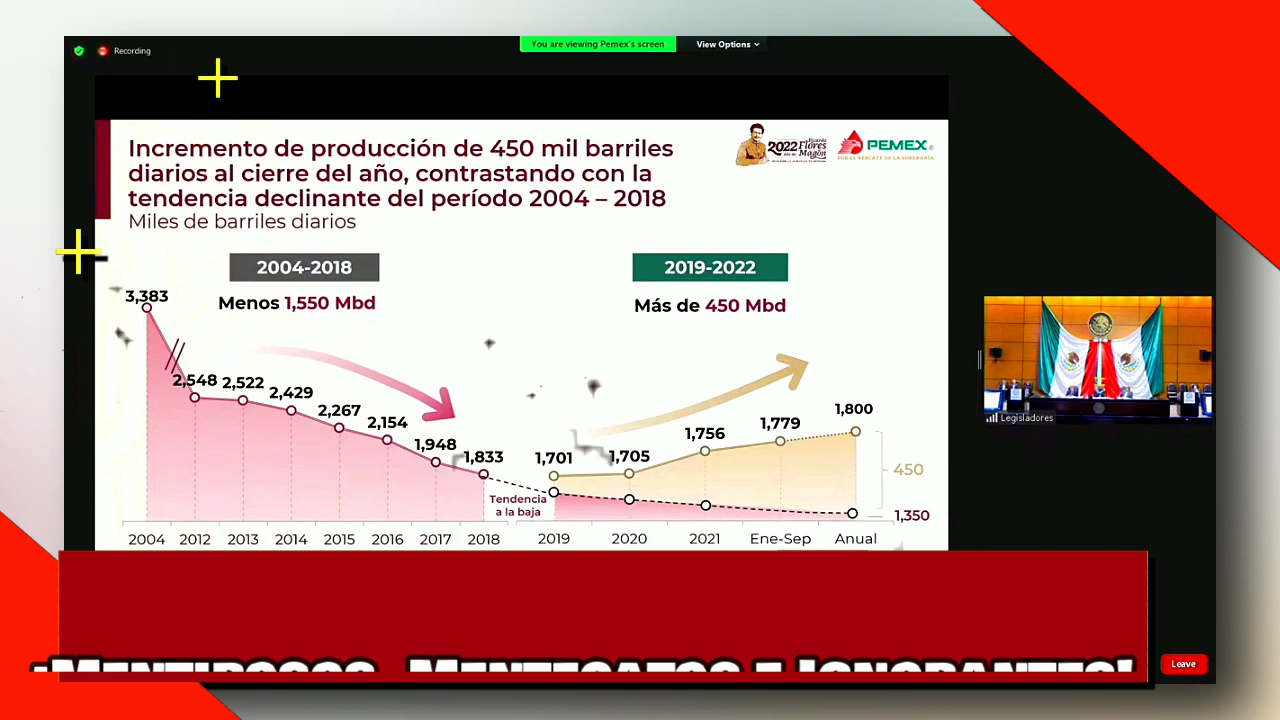 Recording
You are viewing Pemex's screen
View Options
Incremento de producción de 450 mil barriles
diarios al cierre del año, contrastando con la
tendencia declinante del período 2004 – 2018
Miles de barriles diarios
2022 Ricardo Flores Magón
PEMEX®
POR EL RESCATE DE LA SOBERANÍA
2004-2018
Menos 1,550 Mbd
2019-2022
Más de 450 Mbd
3,383
2,548
2,522
2,429
2,267
2,154
1,948
1,833
1,701
1,705
1,756
1,779
1,800
450
1,350
Tendencia
a la baja
2004 2012 2013 2014 2015 2016 2017 2018 2019 2020 2021 Ene-Sep Anual
Legisladores
¡Mentirosos, Mentecatos e Ignorantes!
Leave